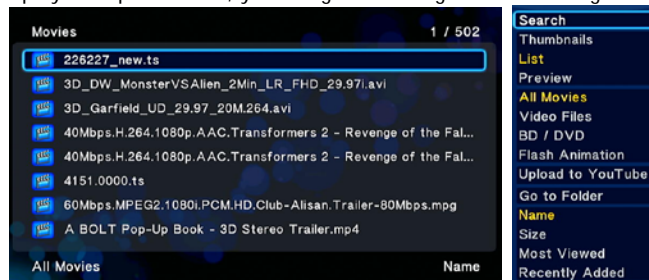 Movies 1 / 502
226227_new.ts
3D_DW_MonsterVSAlien_2Min_LR_FHD_29.97i.avi
3D_Garfield_UD_29.97_20M.264.avi
40Mbps.H.264.1080p.AAC.Transformers 2 - Revenge of the Fal...
40Mbps.H.264.1080p.AAC.Transformers 2 - Revenge of the Fal...
4151.0000.ts
60Mbps.MPEG2.1080i.PCM.HD.Club-Alisan.Trailer-80Mbps.mpg
A BOLT Pop-Up Book - 3D Stereo Trailer.mp4
All Movies Name
Search
Thumbnails
List
Preview
All Movies
Video Files
BD / DVD
Flash Animation
Upload to YouTube
Go to Folder
Name
Size
Most Viewed
Recently Added